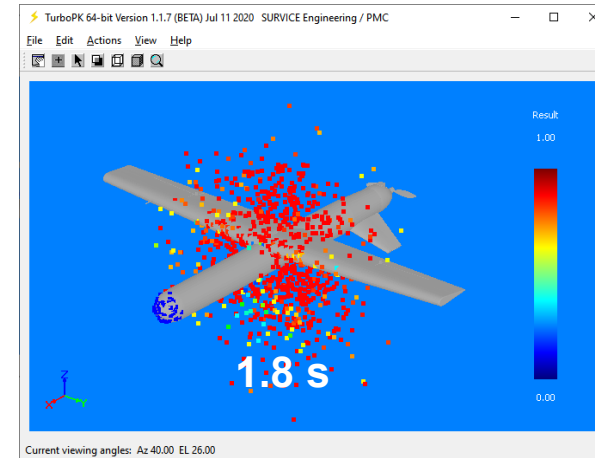 TurboPK 64-bit Version 1.1.7 (BETA) Jul 11 2020 SURVICE Engineering / PMC
File Edit Actions View Help
Result
1.00
1.8 s
0.00
Z
X
Y
Current viewing angles: Az 40.00 EL 26.00